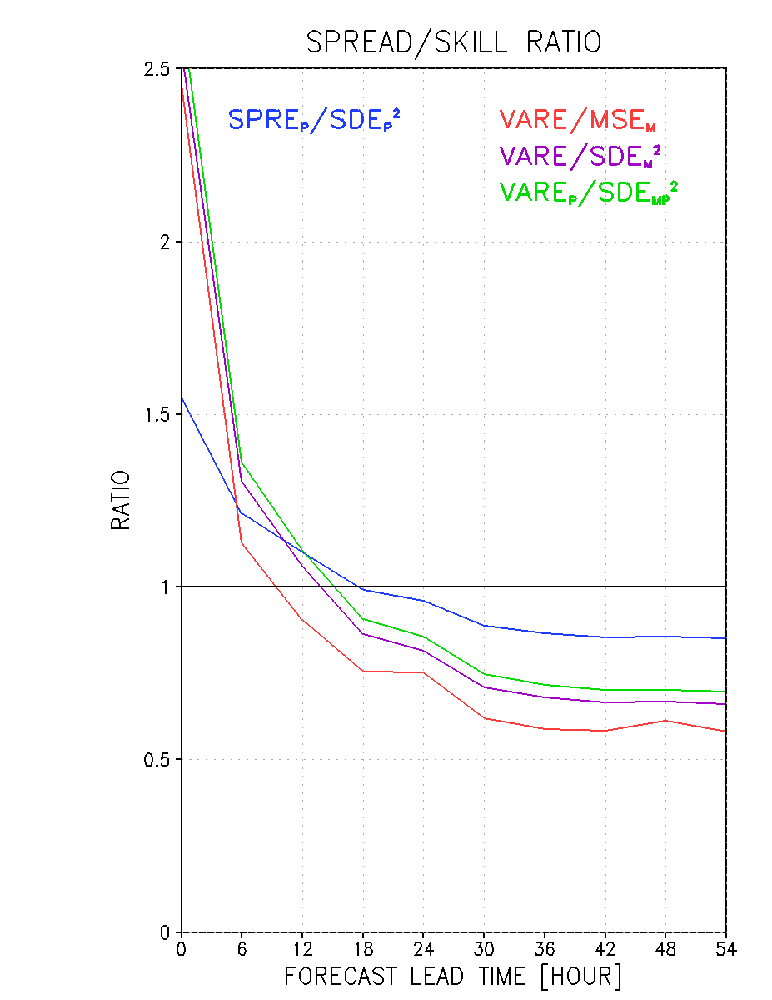 SPREAD/SKILL RATIO
2.5
SPREₚ/SDEₚ²
VARE/MSEₘ
VARE/SDEₘ²
VAREₚ/SDEₘₚ²
2
1.5
RATIO
1
0.5
0
0 6 12 18 24 30 36 42 48 54
FORECAST LEAD TIME [HOUR]